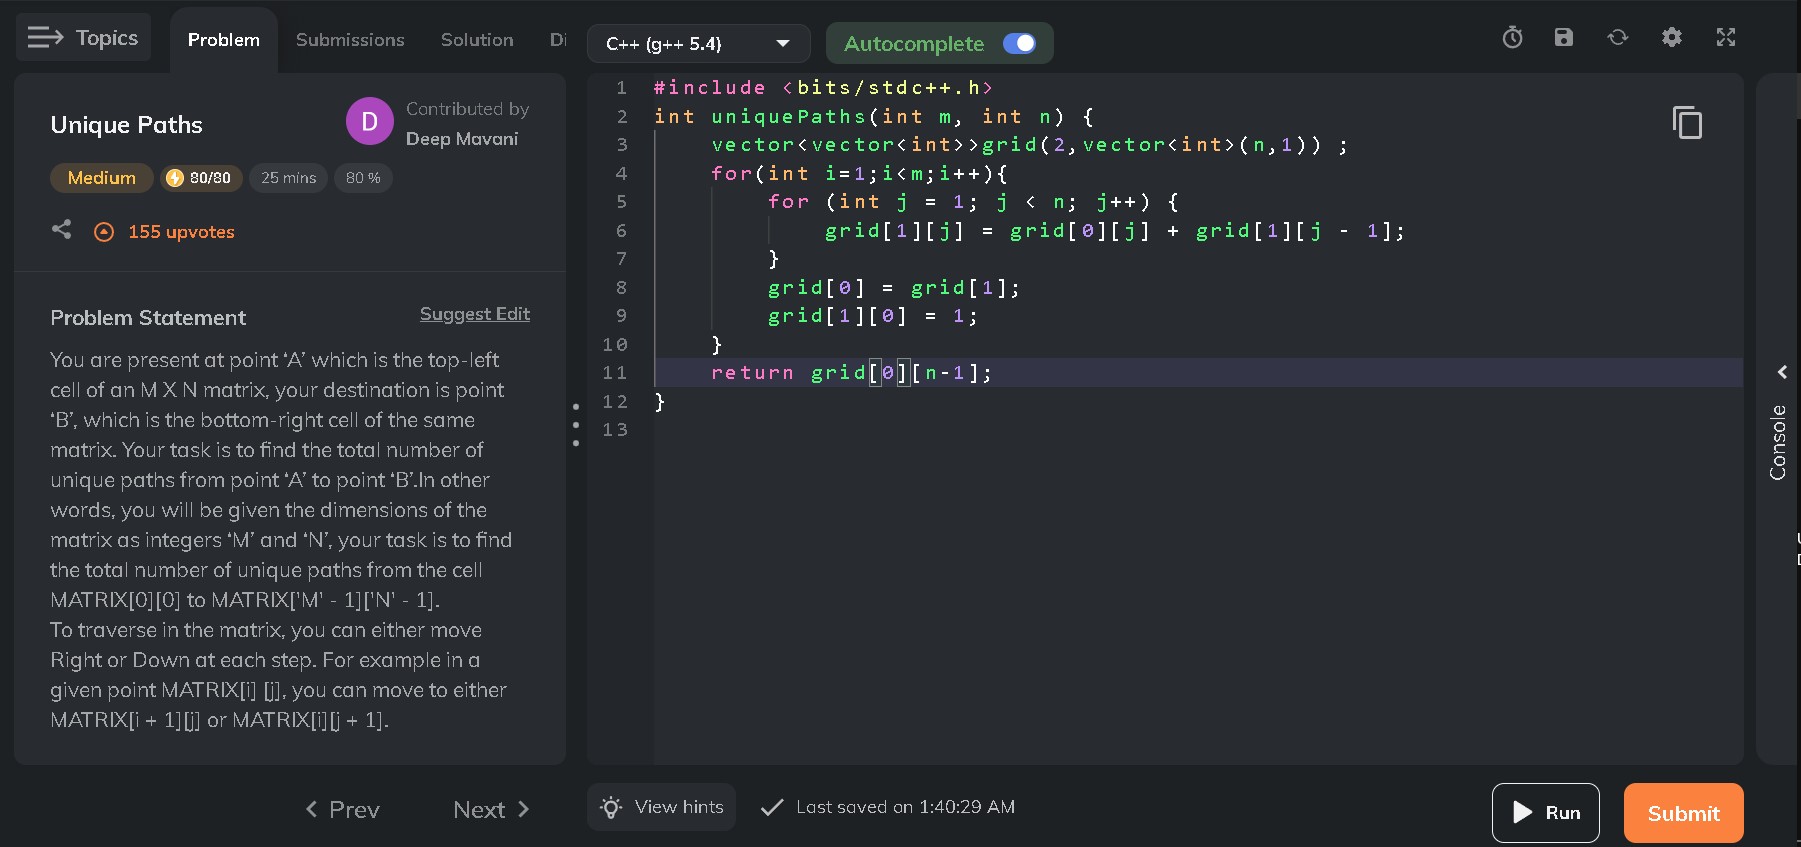 Topics
Problem
Submissions
Solution
Di
C++ (g++ 5.4)
Autocomplete
Unique Paths
D
Contributed by
Deep Mavani
Medium
80/80
25 mins
80 %
155 upvotes
Problem Statement
Suggest Edit
You are present at point ‘A’ which is the top-left
cell of an M X N matrix, your destination is point
‘B’, which is the bottom-right cell of the same
matrix. Your task is to find the total number of
unique paths from point ‘A’ to point ‘B’.In other
words, you will be given the dimensions of the
matrix as integers ‘M’ and ‘N’, your task is to find
the total number of unique paths from the cell
MATRIX[0][0] to MATRIX['M' - 1]['N' - 1].
To traverse in the matrix, you can either move
Right or Down at each step. For example in a
given point MATRIX[i] [j], you can move to either
MATRIX[i + 1][j] or MATRIX[i][j + 1].
Prev
Next
1 #include <bits/stdc++.h>
2 int uniquePaths(int m, int n) {
3 vector<vector<int>>grid(2,vector<int>(n,1)) ;
4 for(int i=1;i<m;i++){
5 for (int j = 1; j < n; j++) {
6 grid[1][j] = grid[0][j] + grid[1][j - 1];
7 }
8 grid[0] = grid[1];
9 grid[1][0] = 1;
10 }
11 return grid[0][n-1];
12 }
13
Console
View hints
Last saved on 1:40:29 AM
Run
Submit